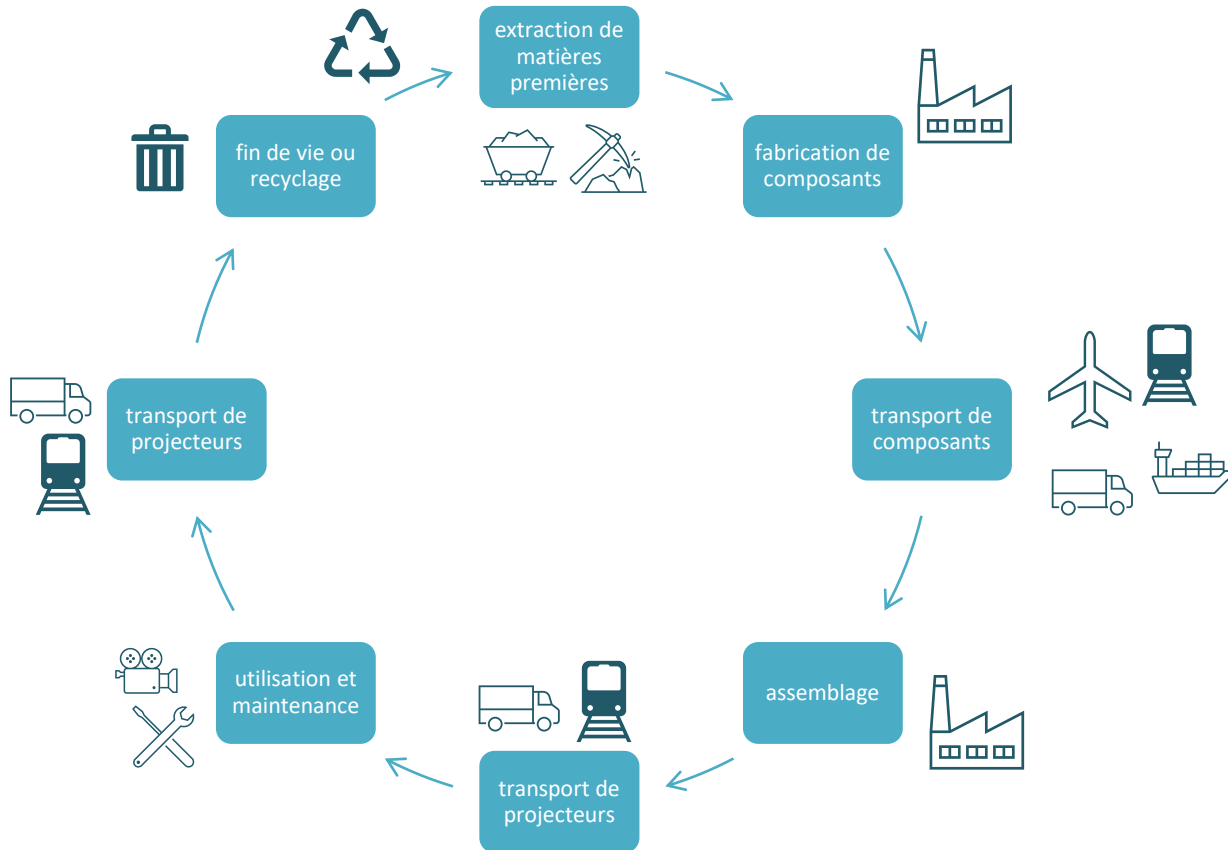 extraction de
matières
premières
fabrication de
composants
transport de
composants
assemblage
transport de
projecteurs
utilisation et
maintenance
transport de
projecteurs
fin de vie ou
recyclage